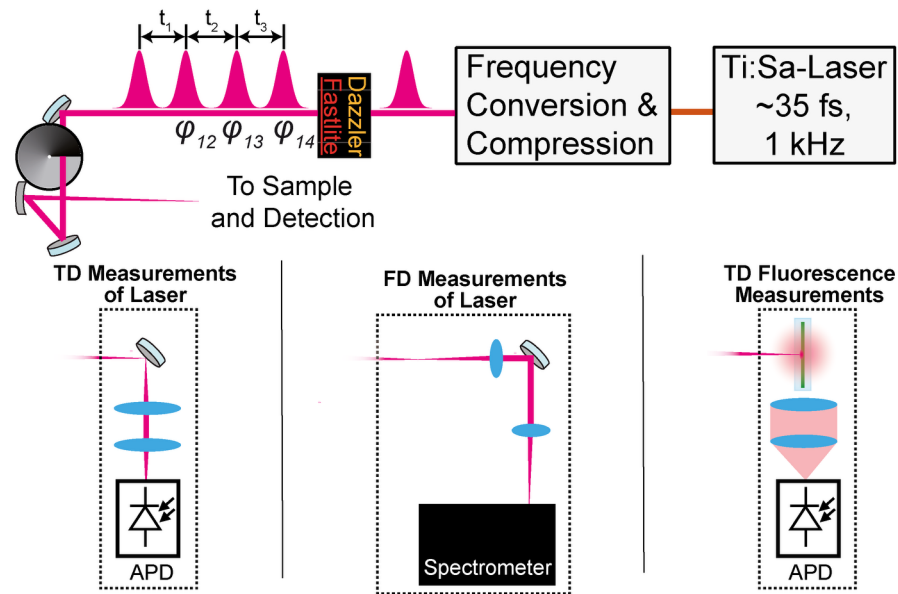 t1
t2
t3
Dazzler
Fastlite
φ12
φ13
φ14
Frequency
Conversion &
Compression
Ti:Sa-Laser
~35 fs,
1 kHz
To Sample
and Detection
TD Measurements
of Laser
APD
FD Measurements
of Laser
Spectrometer
TD Fluorescence
Measurements
APD